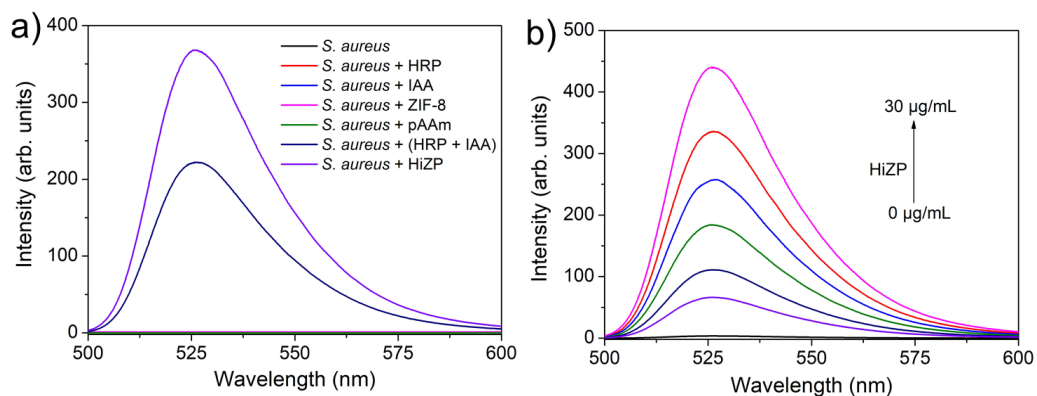 a)
400
300
200
100
0
500
525
550
575
600
Intensity (arb. units)
Wavelength (nm)
S. aureus
S. aureus + HRP
S. aureus + IAA
S. aureus + ZIF-8
S. aureus + pAAm
S. aureus + (HRP + IAA)
S. aureus + HiZP
b)
500
400
300
200
100
0
500
525
550
575
600
Intensity (arb. units)
Wavelength (nm)
30 µg/mL
HiZP
0 µg/mL